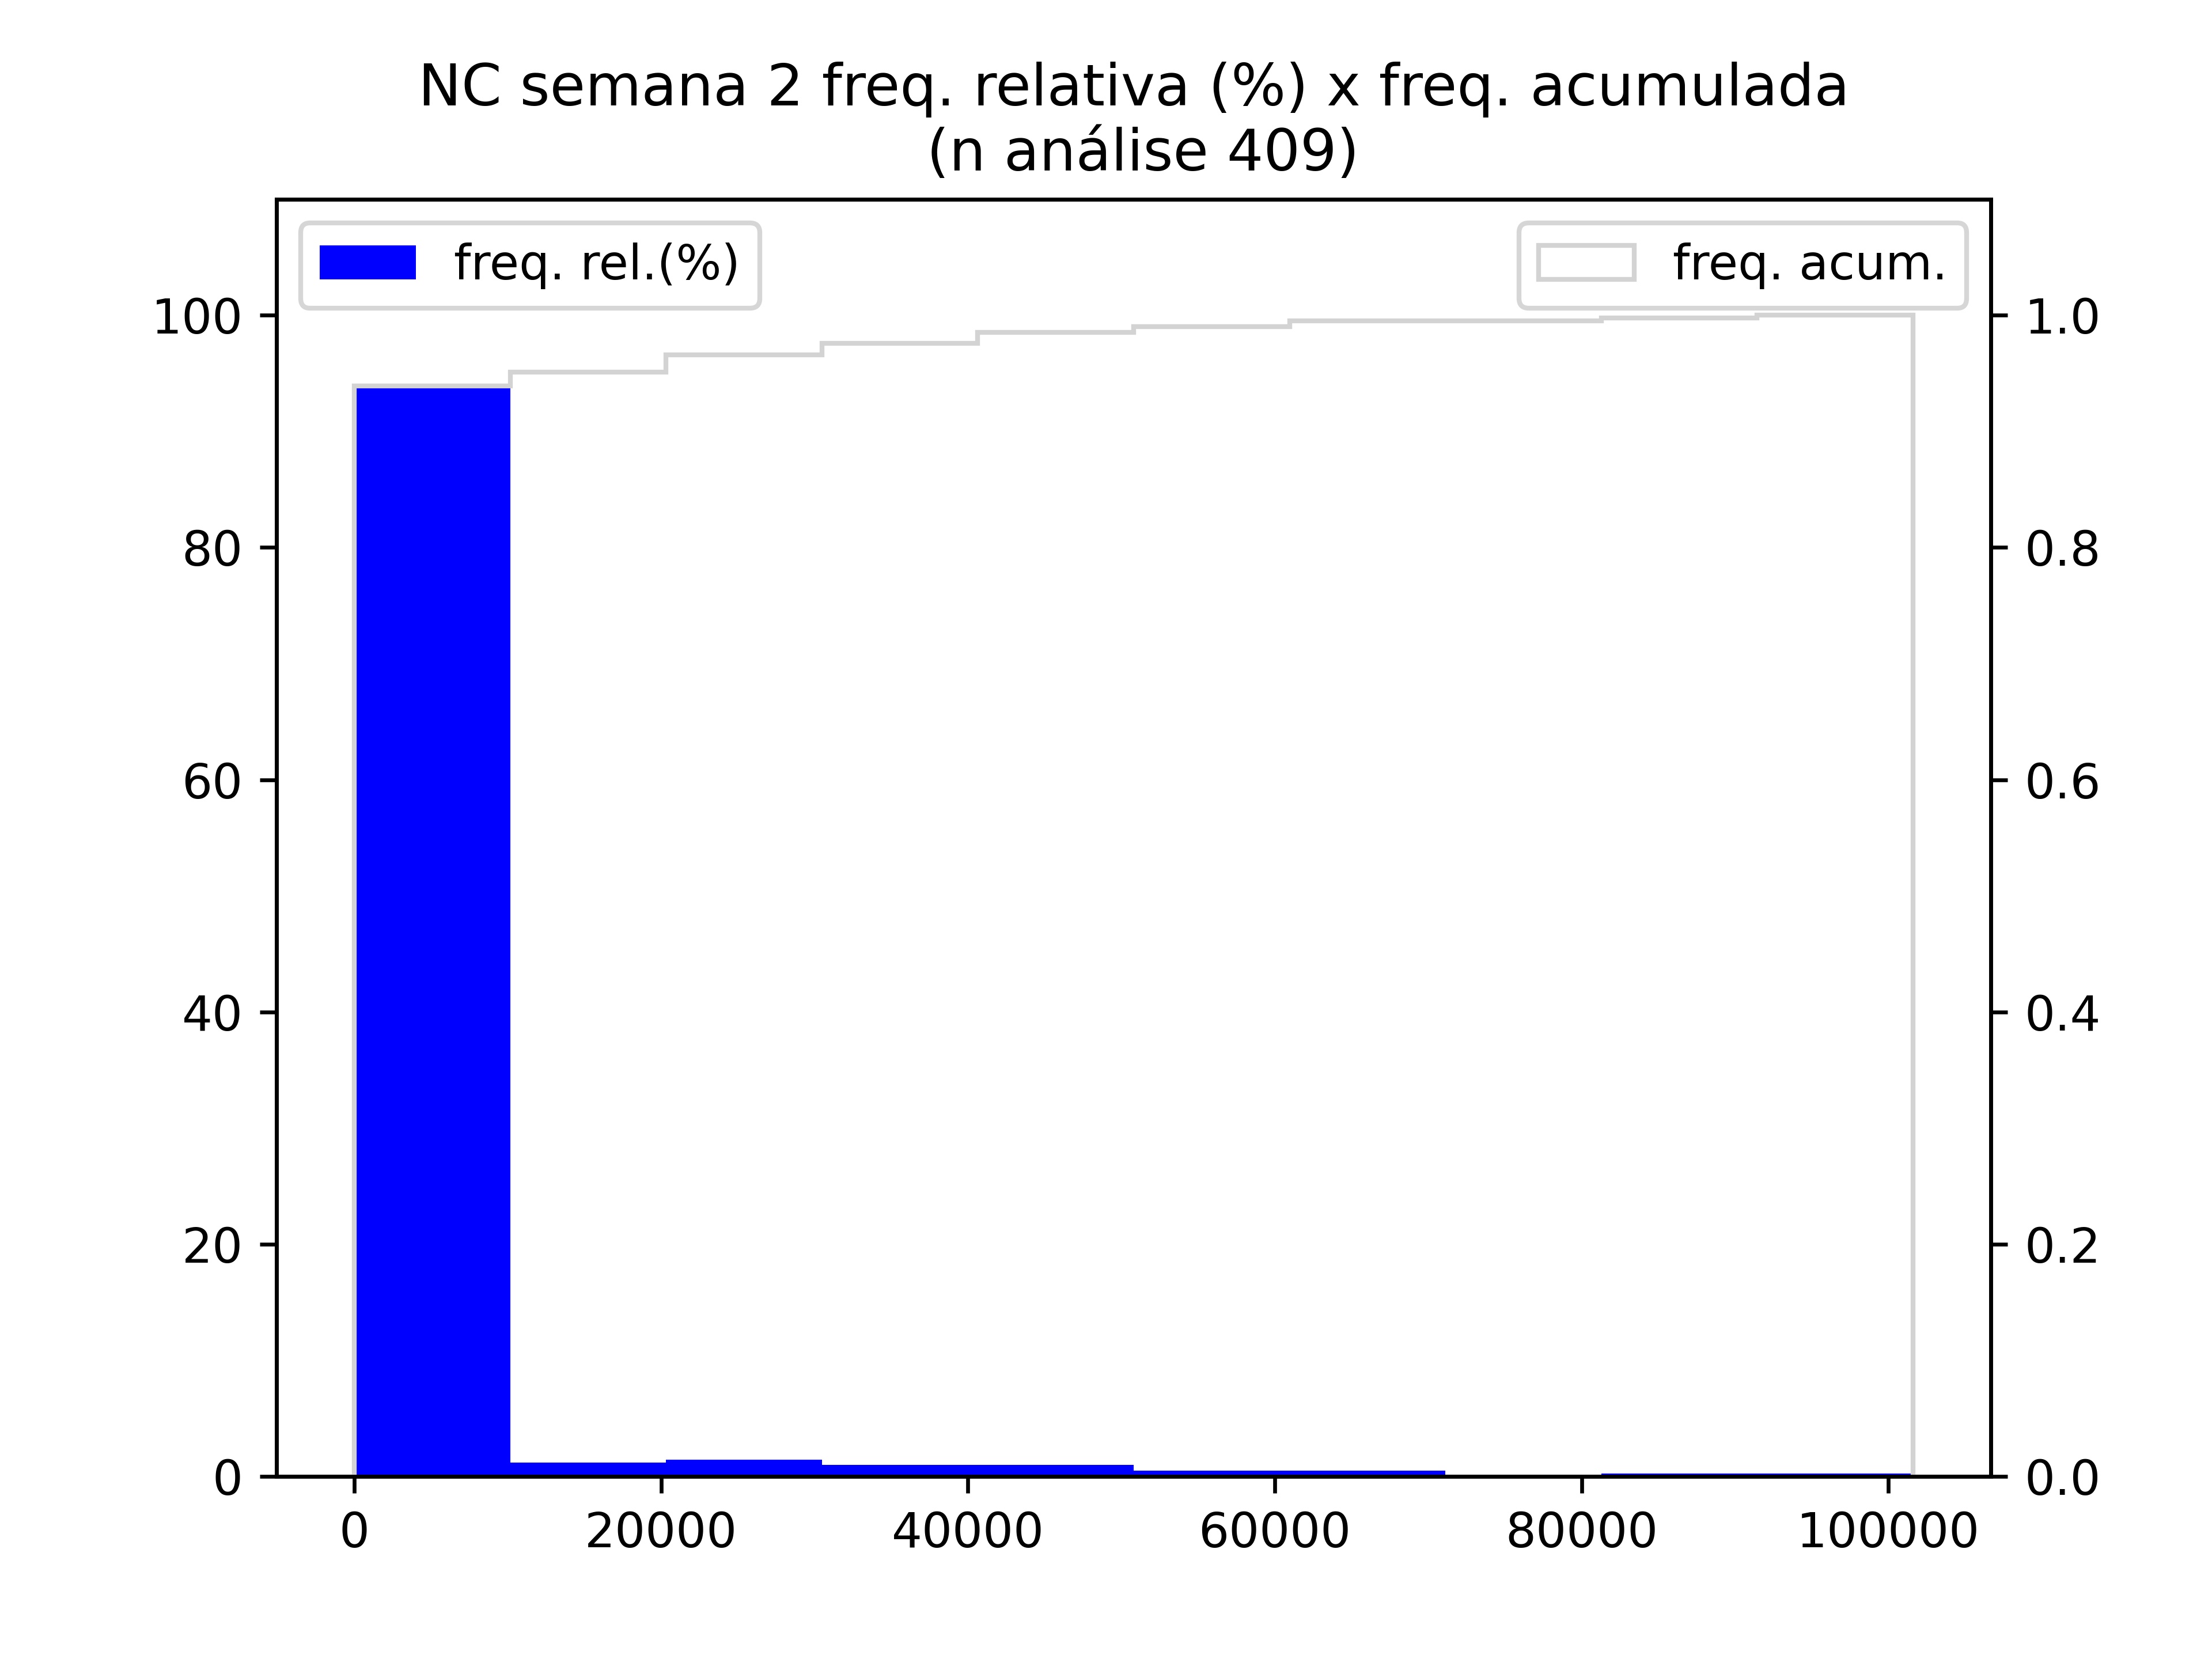 NC semana 2 freq. relativa (%) x freq. acumulada
(n análise 409)
freq. rel.(%)
freq. acum.
100
80
60
40
20
0
1.0
0.8
0.6
0.4
0.2
0.0
0 20000 40000 60000 80000 100000